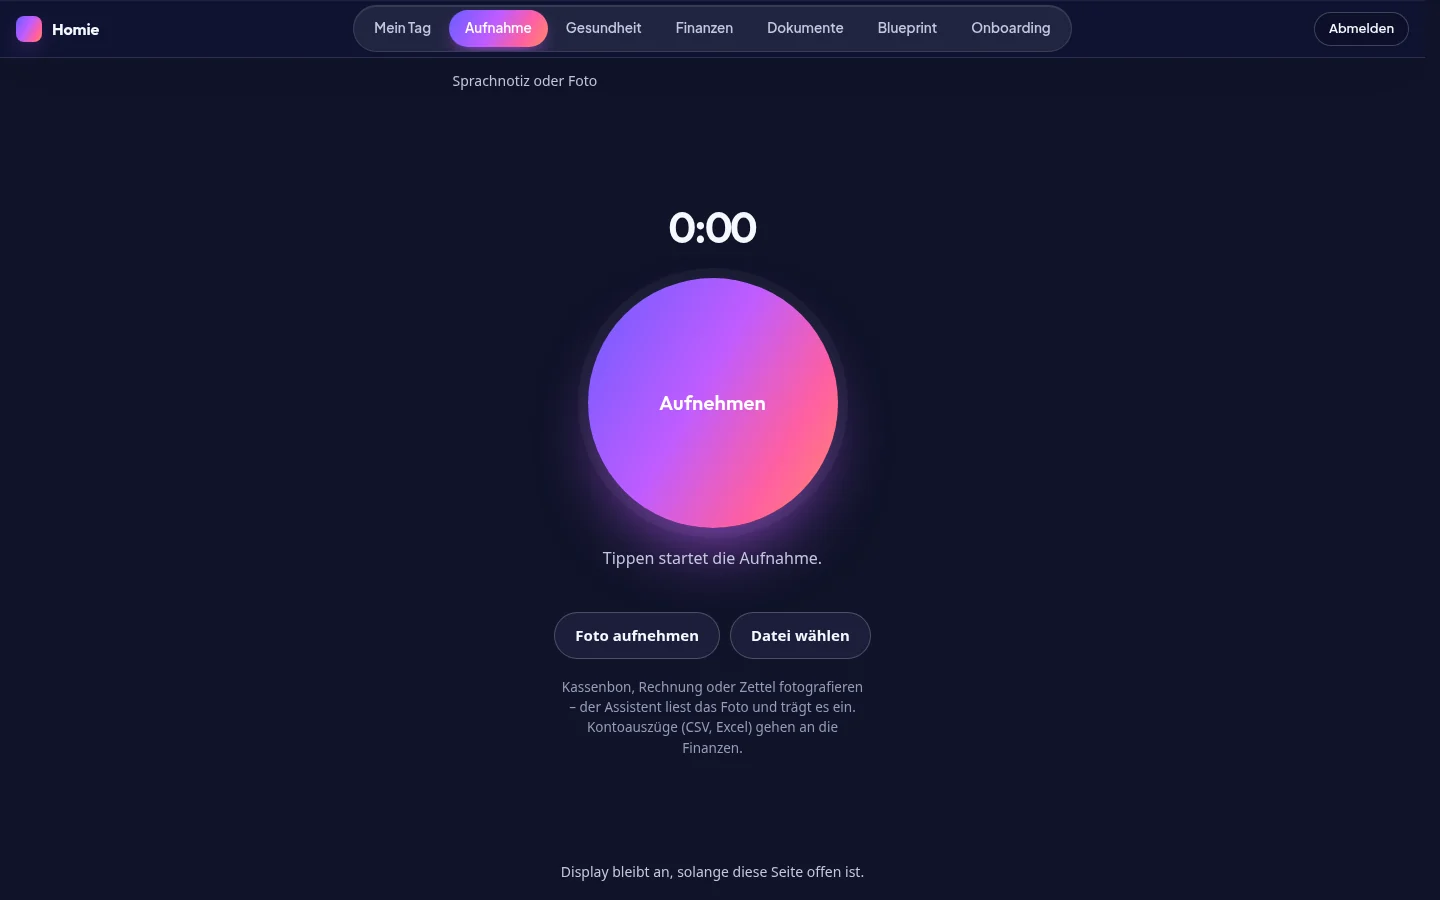 Homie
Mein Tag
Aufnahme
Gesundheit
Finanzen
Dokumente
Blueprint
Onboarding
Abmelden
Sprachnotiz oder Foto
0:00
Aufnehmen
Tippen startet die Aufnahme.
Foto aufnehmen
Datei wählen
Kassenbon, Rechnung oder Zettel fotografieren
– der Assistent liest das Foto und trägt es ein.
Kontoauszüge (CSV, Excel) gehen an die
Finanzen.
Display bleibt an, solange diese Seite offen ist.